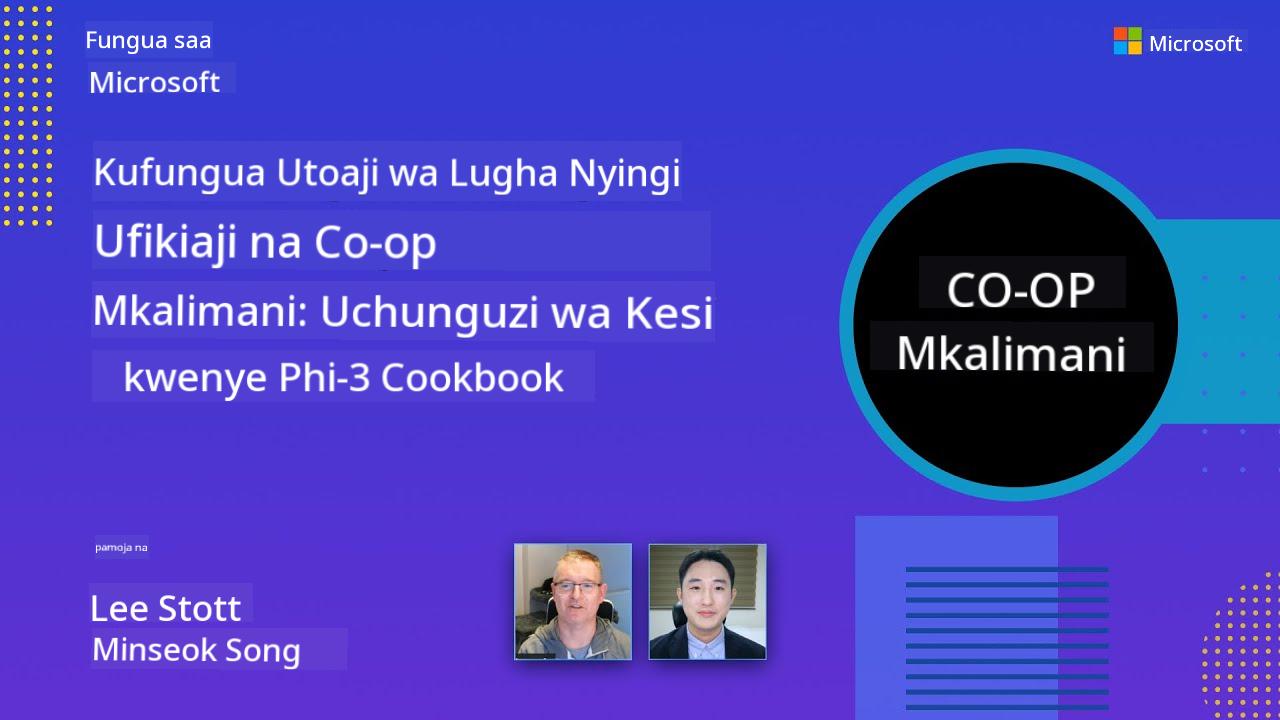 Fungua saa
Microsoft
Microsoft
Kufungua Utoaji wa Lugha Nyingi
Ufikiaji na Co-op
Mkalimani: Uchunguzi wa Kesi
kwenye Phi-3 Cookbook
CO-OP
Mkalimani
pamoja na
Lee Stott
Minseok Song